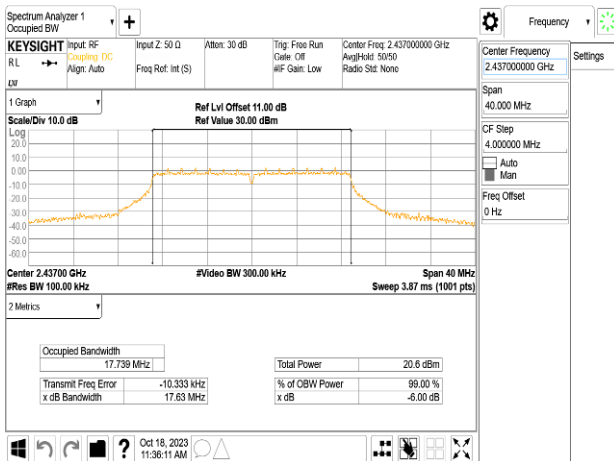 Spectrum Analyzer 1
Occupied BW
Frequency
KEYSIGHT
RL
Input: RF
Coupling: DC
Align: Auto
Input Z: 50 Ω
Freq Ref: Int (S)
Atten: 30 dB
Trig: Free Run
Gate: Off
#IF Gain: Low
Center Freq: 2.437000000 GHz
Avg|Hold: 50/50
Radio Std: None
Center Frequency
2.437000000 GHz
Settings
Span
40.000 MHz
CF Step
4.000000 MHz
Auto
Man
Freq Offset
0 Hz
1 Graph
Scale/Div 10.0 dB
Ref Lvl Offset 11.00 dB
Ref Value 30.00 dBm
Log
20.0
10.0
0.00
-10.0
-20.0
-30.0
-40.0
-50.0
-60.0
Center 2.43700 GHz
#Res BW 100.00 kHz
#Video BW 300.00 kHz
Span 40 MHz
Sweep 3.87 ms (1001 pts)
2 Metrics
Occupied Bandwidth
17.739 MHz
Total Power 20.6 dBm
Transmit Freq Error -10.333 kHz
% of OBW Power 99.00 %
x dB Bandwidth 17.63 MHz
x dB -6.00 dB
?
Oct 18, 2023
11:36:11 AM